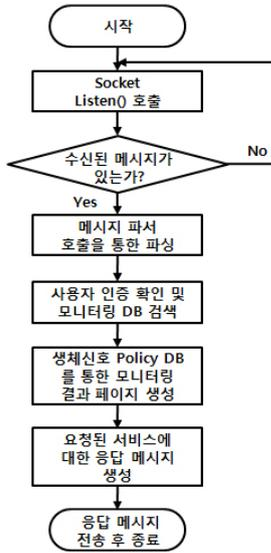 시작
Socket
Listen() 호출
수신된 메시지가
있는가?
No
Yes
메시지 파서
호출을 통한 파싱
사용자 인증 확인 및
모니터링 DB 검색
생체신호 Policy DB
를 통한 모니터링
결과 페이지 생성
요청된 서비스에
대한 응답 메시지
생성
응답 메시지
전송 후 종료